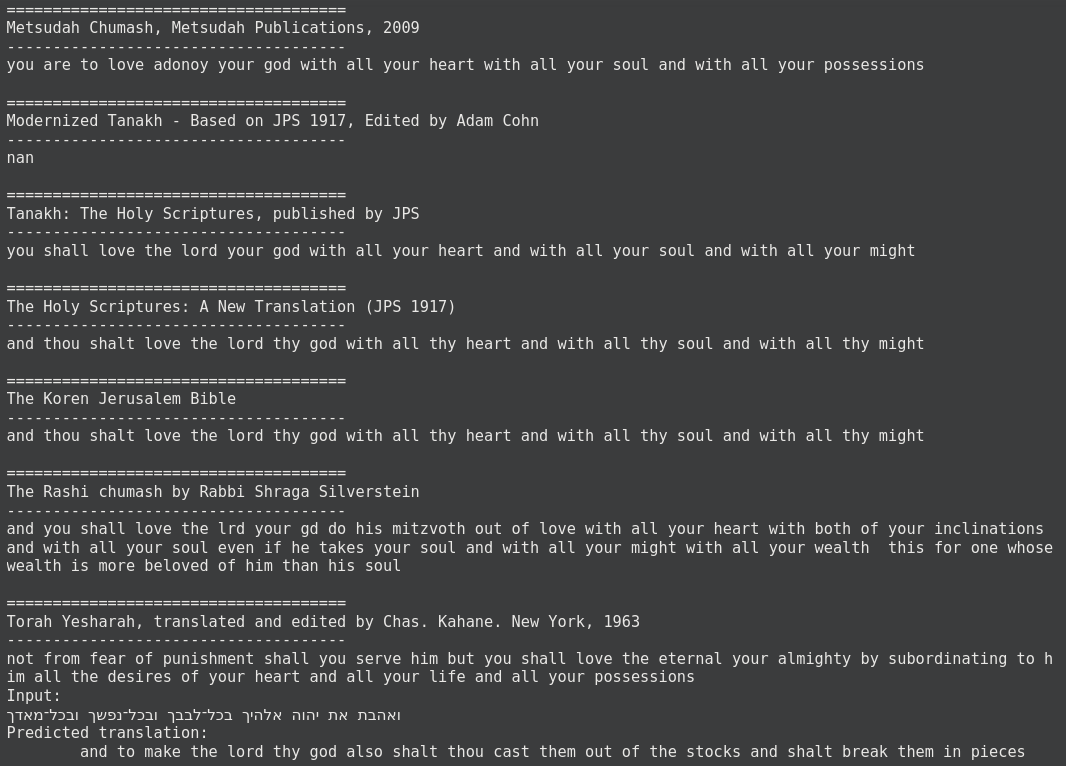 =====================================
Metsudah Chumash, Metsudah Publications, 2009
-------------------------------------
you are to love adonoy your god with all your heart with all your soul and with all your possessions
=====================================
Modernized Tanakh - Based on JPS 1917, Edited by Adam Cohn
-------------------------------------
nan
=====================================
Tanakh: The Holy Scriptures, published by JPS
-------------------------------------
you shall love the lord your god with all your heart and with all your soul and with all your might
=====================================
The Holy Scriptures: A New Translation (JPS 1917)
-------------------------------------
and thou shalt love the lord thy god with all thy heart and with all thy soul and with all thy might
=====================================
The Koren Jerusalem Bible
-------------------------------------
and thou shalt love the lord thy god with all thy heart and with all thy soul and with all thy might
=====================================
The Rashi chumash by Rabbi Shraga Silverstein
-------------------------------------
and you shall love the lrd your gd do his mitzvoth out of love with all your heart with both of your inclinations
and with all your soul even if he takes your soul and with all your might with all your wealth  this for one whose
wealth is more beloved of him than his soul
=====================================
Torah Yesharah, translated and edited by Chas. Kahane. New York, 1963
-------------------------------------
not from fear of punishment shall you serve him but you shall love the eternal your almighty by subordinating to h
im all the desires of your heart and all your life and all your possessions
Input:
ואהבת את יהוה אלהיך בכל־לבבך ובכל־נפשך ובכל־מאדך
Predicted translation:
and to make the lord thy god also shalt thou cast them out of the stocks and shalt break them in pieces